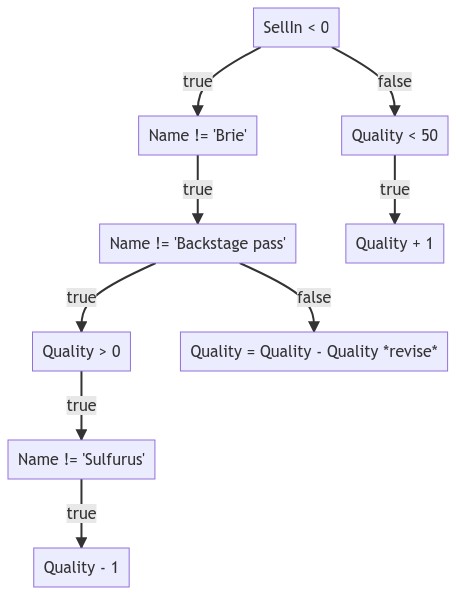 SellIn < 0
true
false
Name != 'Brie'
Quality < 50
true
true
Name != 'Backstage pass'
Quality + 1
true
false
Quality > 0
Quality = Quality - Quality *revise*
true
Name != 'Sulfurus'
true
Quality - 1